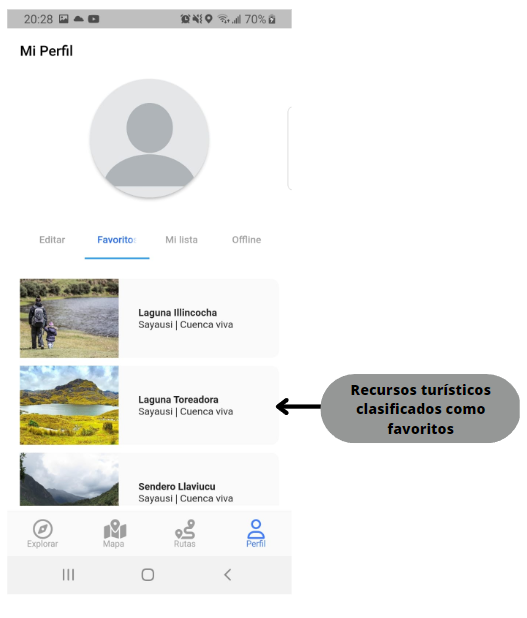 20:28 70%
Mi Perfil
Editar Favoritos Mi lista Offline
Laguna Illincocha
Sayausi | Cuenca viva
Laguna Toreadora
Sayausi | Cuenca viva
Recursos turísticos
clasificados como
favoritos
Sendero Llaviucu
Sayausi | Cuenca viva
Explorar Mapa Rutas Perfil